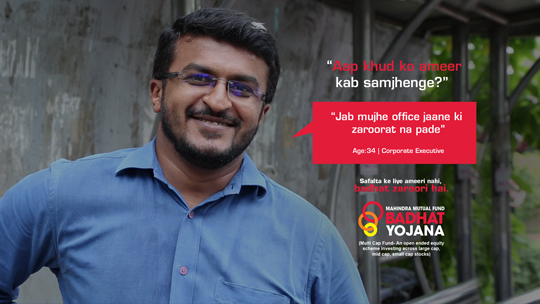 “Aap khud ko ameer
kab samjhenge?”
“Jab mujhe office jaane ki
zaroorat na pade”
Age: 34 | Corporate Executive
Safalta ke liye ameeri nahi,
badhat zaroori hai.
MAHINDRA MUTUAL FUND
BADHAT
YOJANA
(Multi Cap Fund- An open ended equity
scheme investing across large cap,
mid cap, small cap stocks)